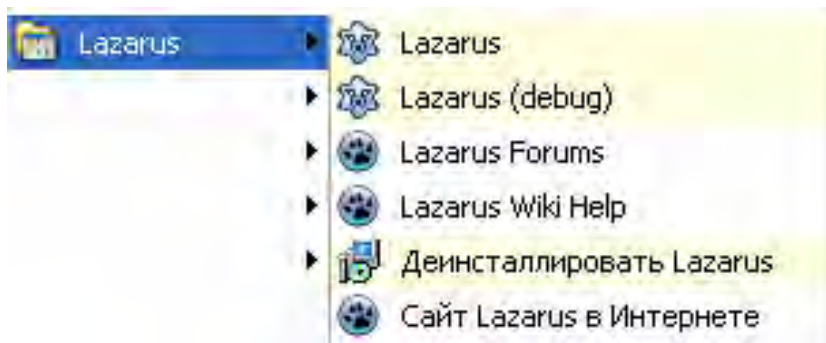 Lazarus
Lazarus
Lazarus (debug)
Lazarus Forums
Lazarus Wiki Help
Деинсталлировать Lazarus
Сайт Lazarus в Интернете